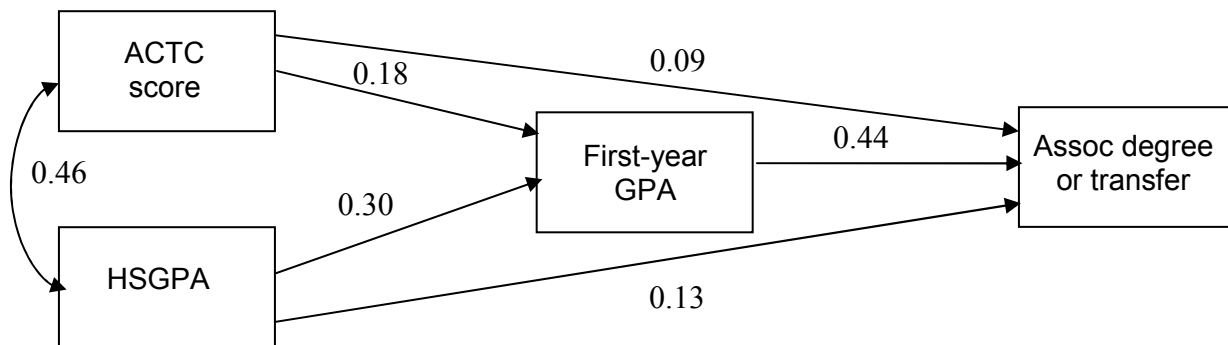 ACTC
score
0.09
0.18
0.46
First-year
GPA
0.44
Assoc degree
or transfer
0.30
HSGPA
0.13